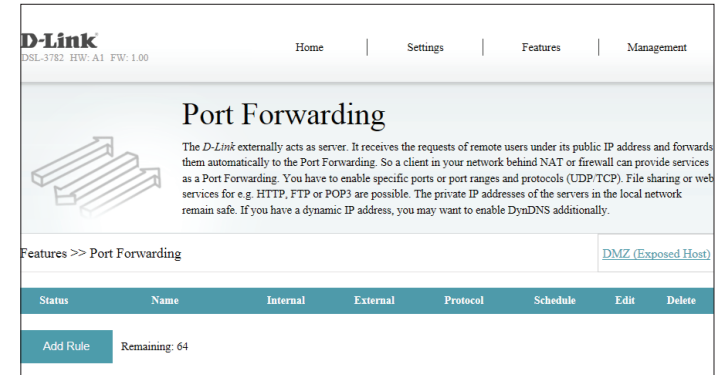 D-Link
DSL-3782 HW: A1 FW: 1.00
Home Settings Features Management
Port Forwarding
The D-Link externally acts as server. It receives the requests of remote users under its public IP address and forwards
them automatically to the Port Forwarding. So a client in your network behind NAT or firewall can provide services
as a Port Forwarding. You have to enable specific ports or port ranges and protocols (UDP/TCP). File sharing or web
services for e.g. HTTP, FTP or POP3 are possible. The private IP addresses of the servers in the local network
remain safe. If you have a dynamic IP address, you may want to enable DynDNS additionally.
Features >> Port Forwarding
DMZ (Exposed Host)
Status Name Internal External Protocol Schedule Edit Delete
Add Rule Remaining: 64